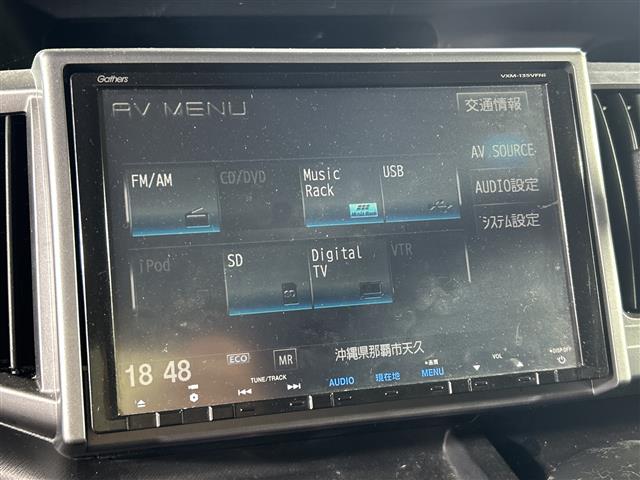 Gathers
VXM-135VFNi
AV MENU
交通情報
AV SOURCE
FM/AM
CD/DVD
Music Rack
USB
AUDIO設定
システム設定
iPod
SD
Digital TV
VTR
18 48
ECO
MR
沖縄県那覇市天久
TUNE/TRACK
AUDIO
現在地
MENU
VOL
DISP OFF